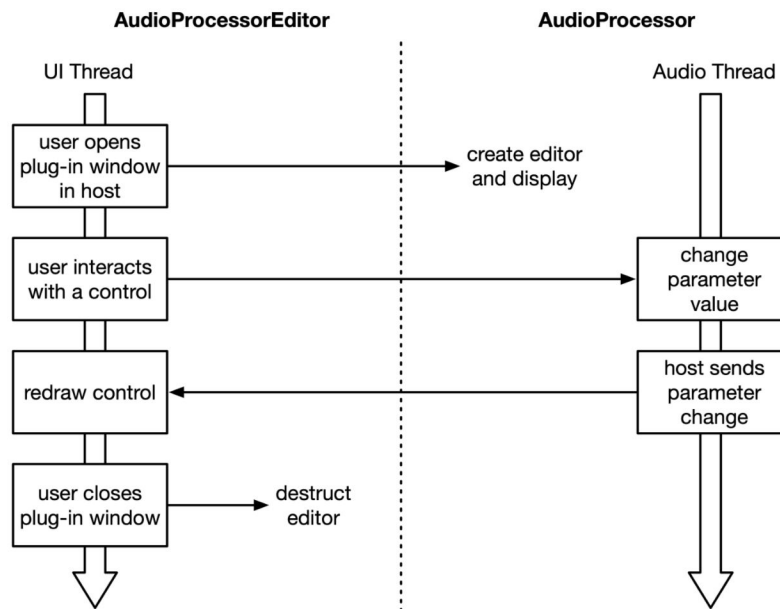 AudioProcessorEditor
AudioProcessor
UI Thread
Audio Thread
user opens
plug-in window
in host
create editor
and display
user interacts
with a control
change
parameter
value
redraw control
host sends
parameter
change
user closes
plug-in window
destruct
editor